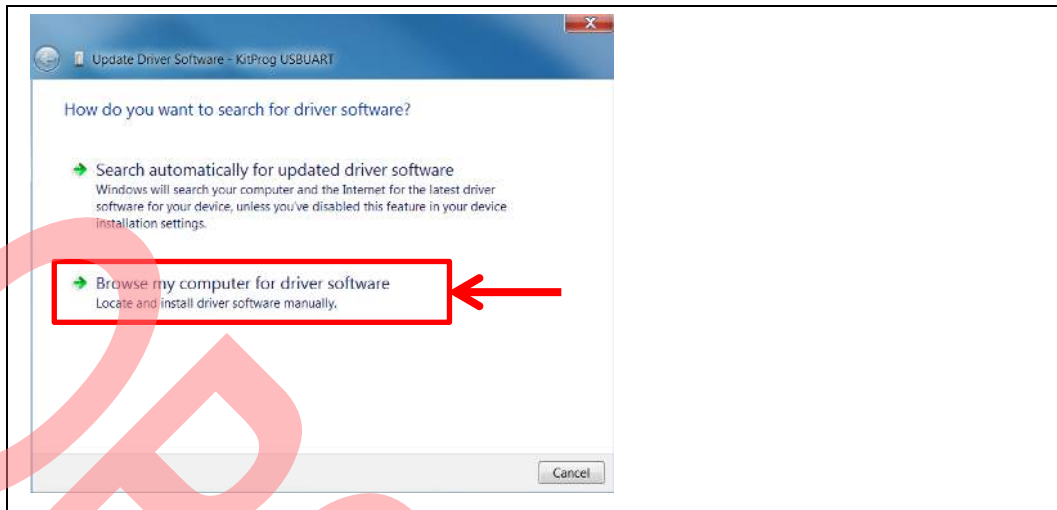 X
Update Driver Software - KitProg USBUART
How do you want to search for driver software?
Search automatically for updated driver software
Windows will search your computer and the Internet for the latest driver
software for your device, unless you've disabled this feature in your device
installation settings.
Browse my computer for driver software
Locate and install driver software manually.
Cancel